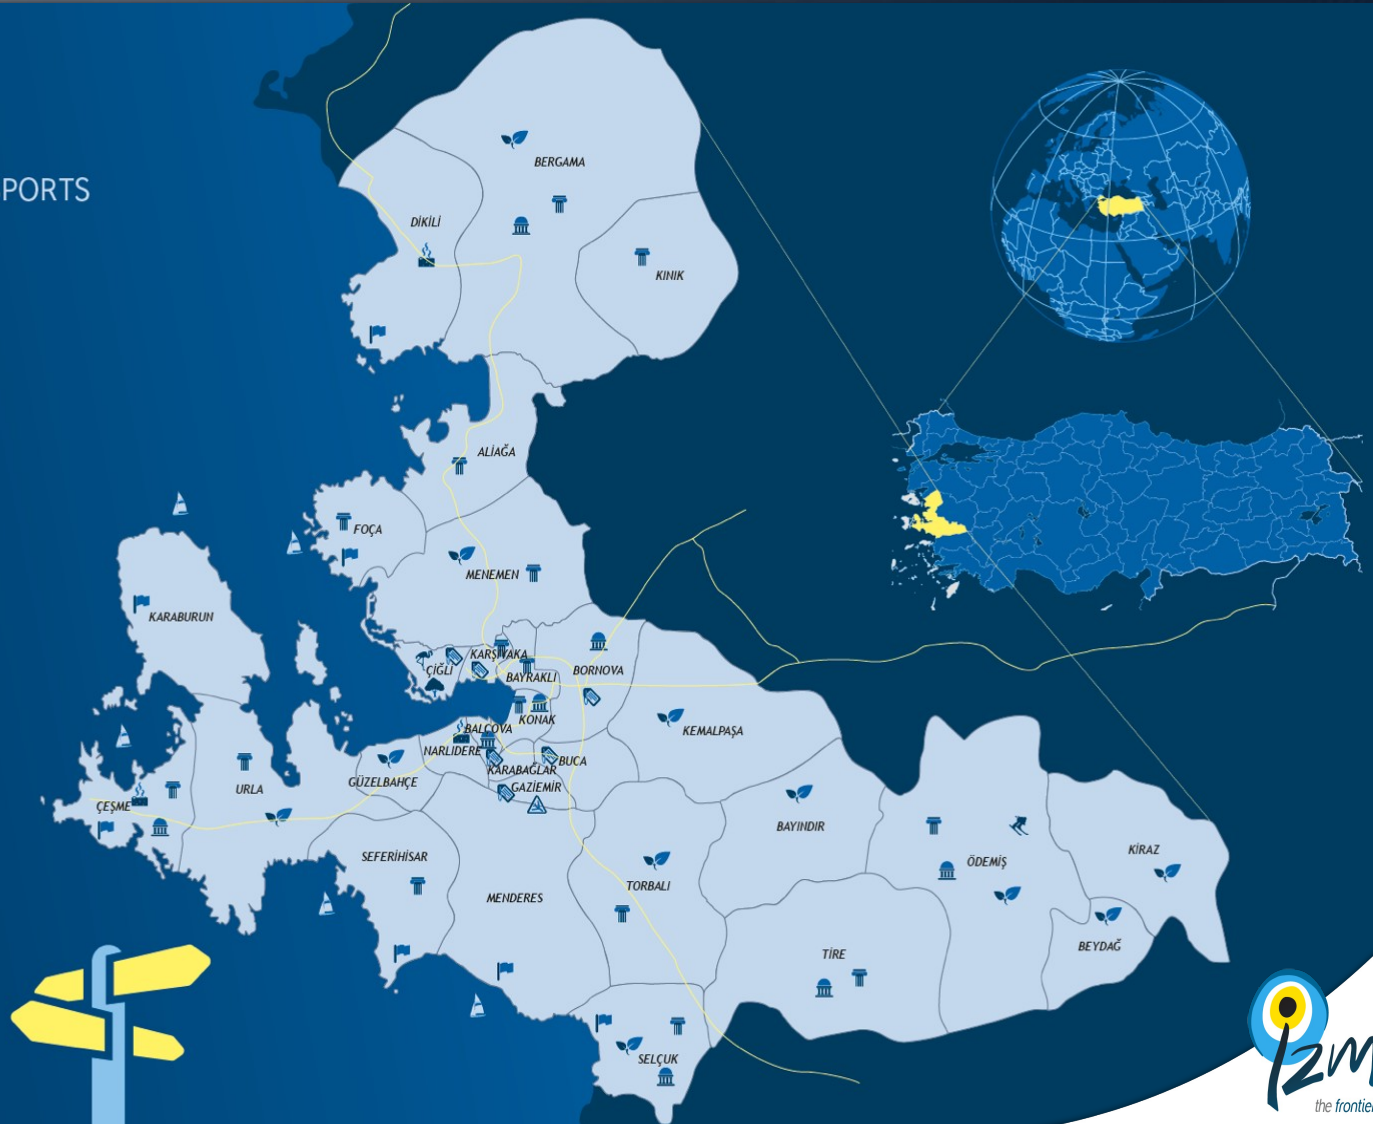 PORTS
BERGAMA
DİKİLİ
KINIK
ALİAĞA
FOÇA
MENEMEN
KARABURUN
KARŞIYAKA
ÇİĞLİ
BAYRAKLI
BORNOVA
KONAK
BALÇOVA
KEMALPAŞA
NARLIDERE
BUCA
KARABAĞLAR
GÜZELBAHÇE
GAZİEMİR
URLA
ÇEŞME
BAYINDIR
SEFERİHİSAR
ÖDEMİŞ
KİRAZ
TORBALI
MENDERES
BEYDAĞ
TİRE
SELÇUK
İzm
the frontier